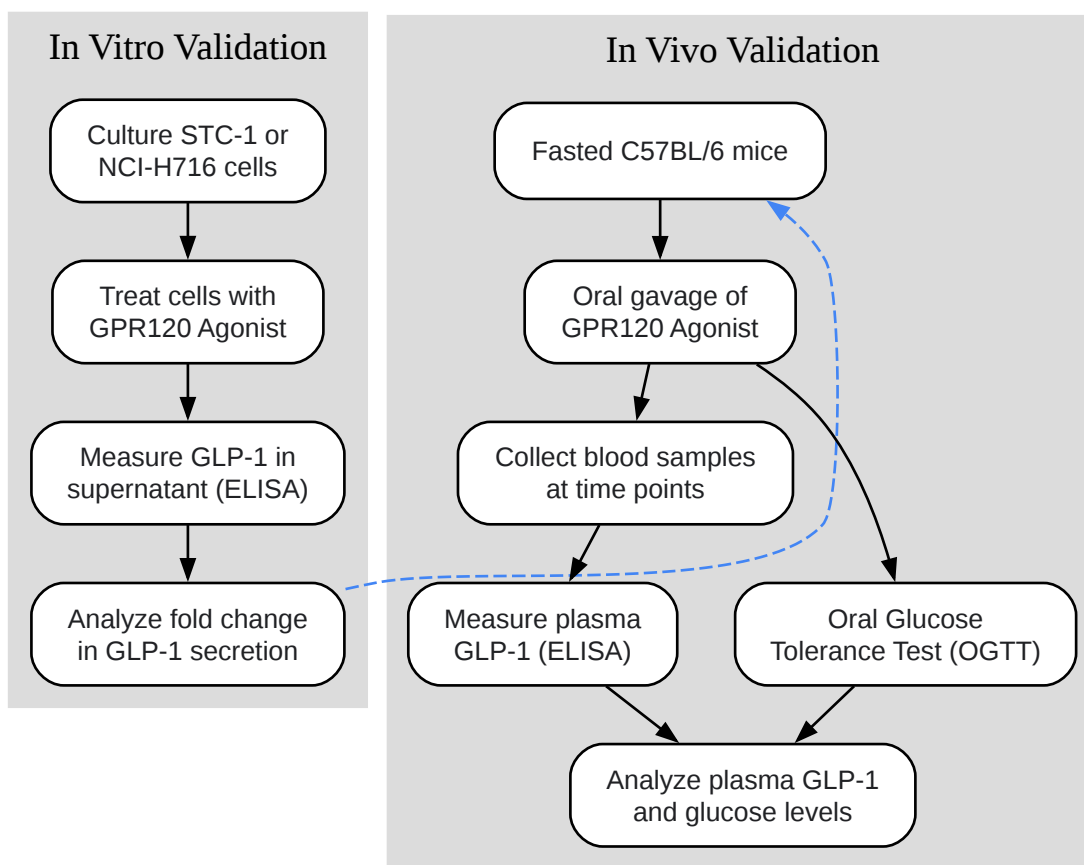 In Vitro Validation
Culture STC-1 or
NCI-H716 cells
Treat cells with
GPR120 Agonist
Measure GLP-1 in
supernatant (ELISA)
Analyze fold change
in GLP-1 secretion
In Vivo Validation
Fasted C57BL/6 mice
Oral gavage of
GPR120 Agonist
Collect blood samples
at time points
Measure plasma
GLP-1 (ELISA)
Oral Glucose
Tolerance Test (OGTT)
Analyze plasma GLP-1
and glucose levels